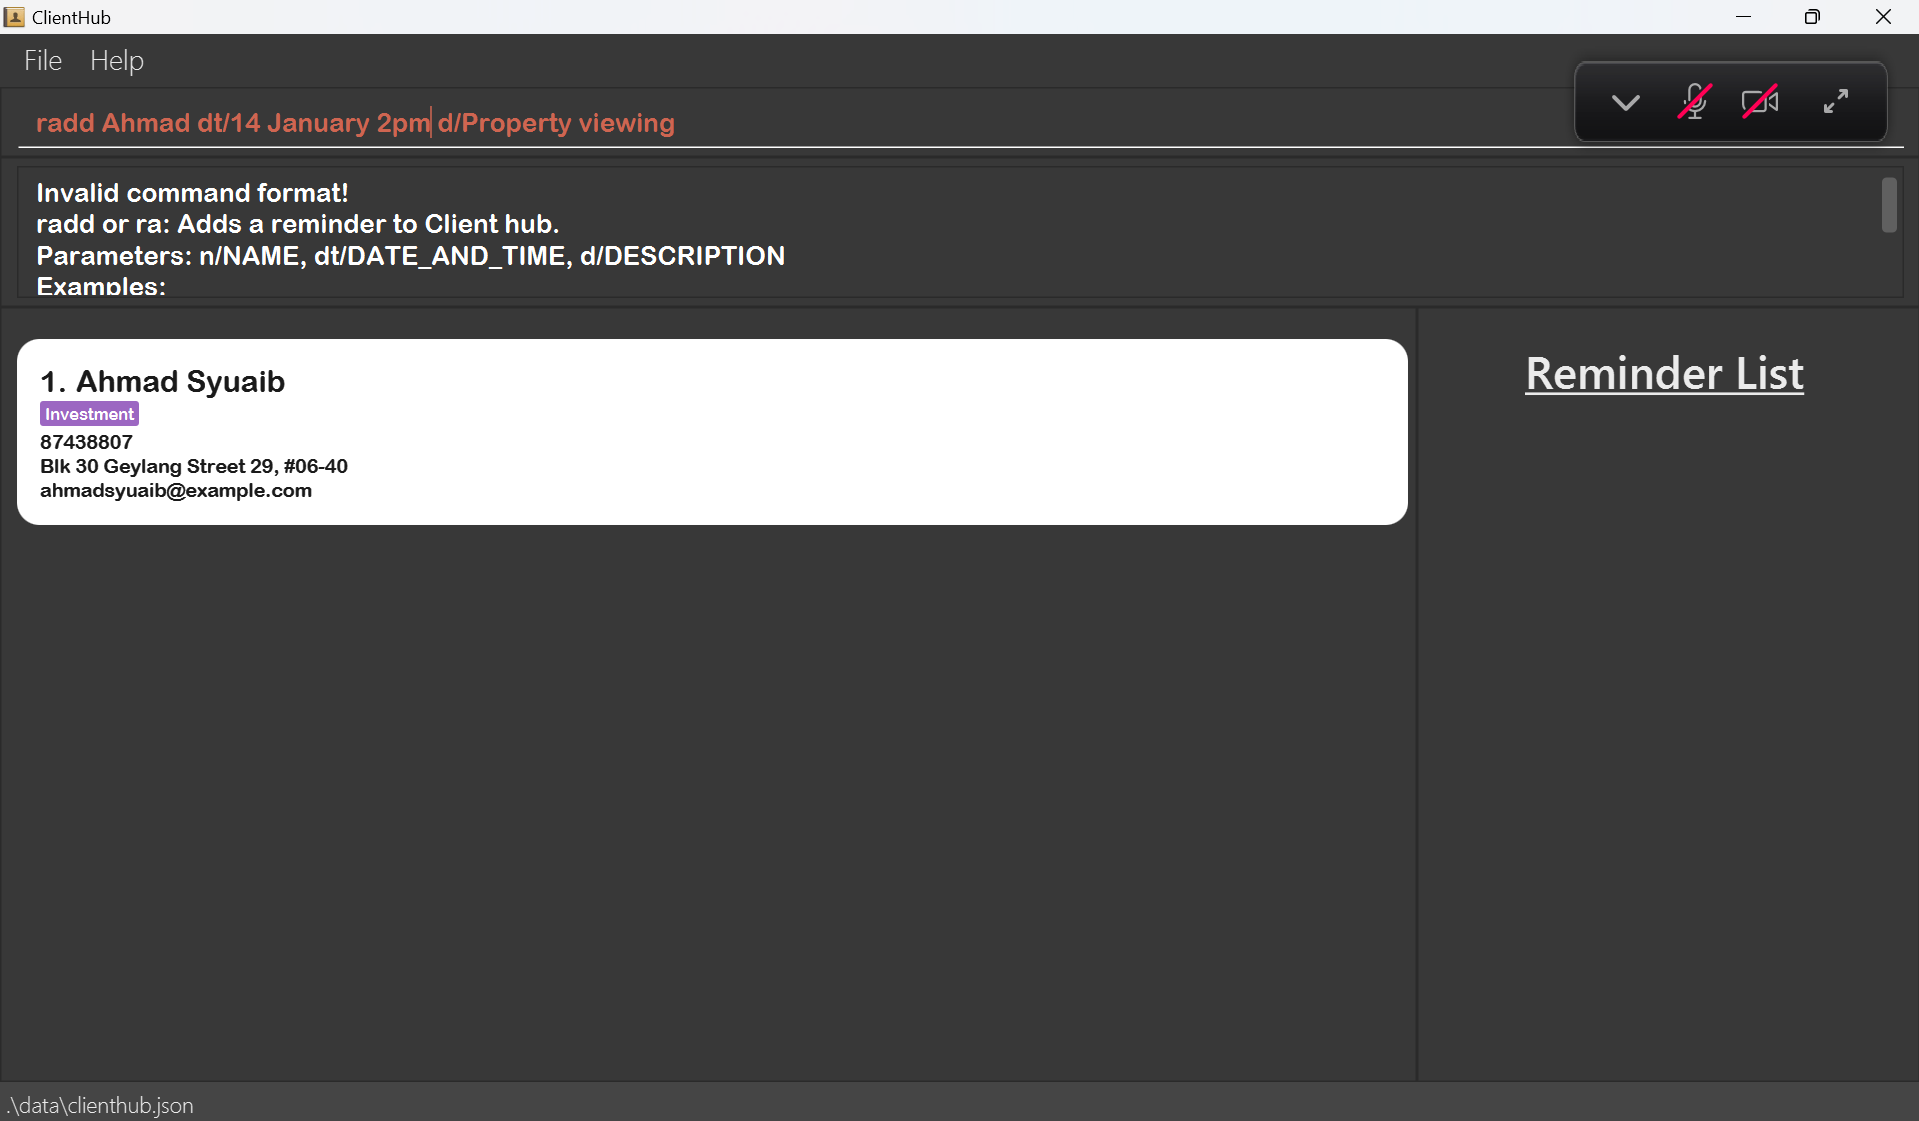 ClientHub
File Help
radd Ahmad dt/14 January 2pm d/Property viewing
Invalid command format!
radd or ra: Adds a reminder to Client hub.
Parameters: n/NAME, dt/DATE_AND_TIME, d/DESCRIPTION
Examples:
1. Ahmad Syuaib
Investment
87438807
Blk 30 Geylang Street 29, #06-40
ahmadsyuaib@example.com
Reminder List
.\data\clienthub.json